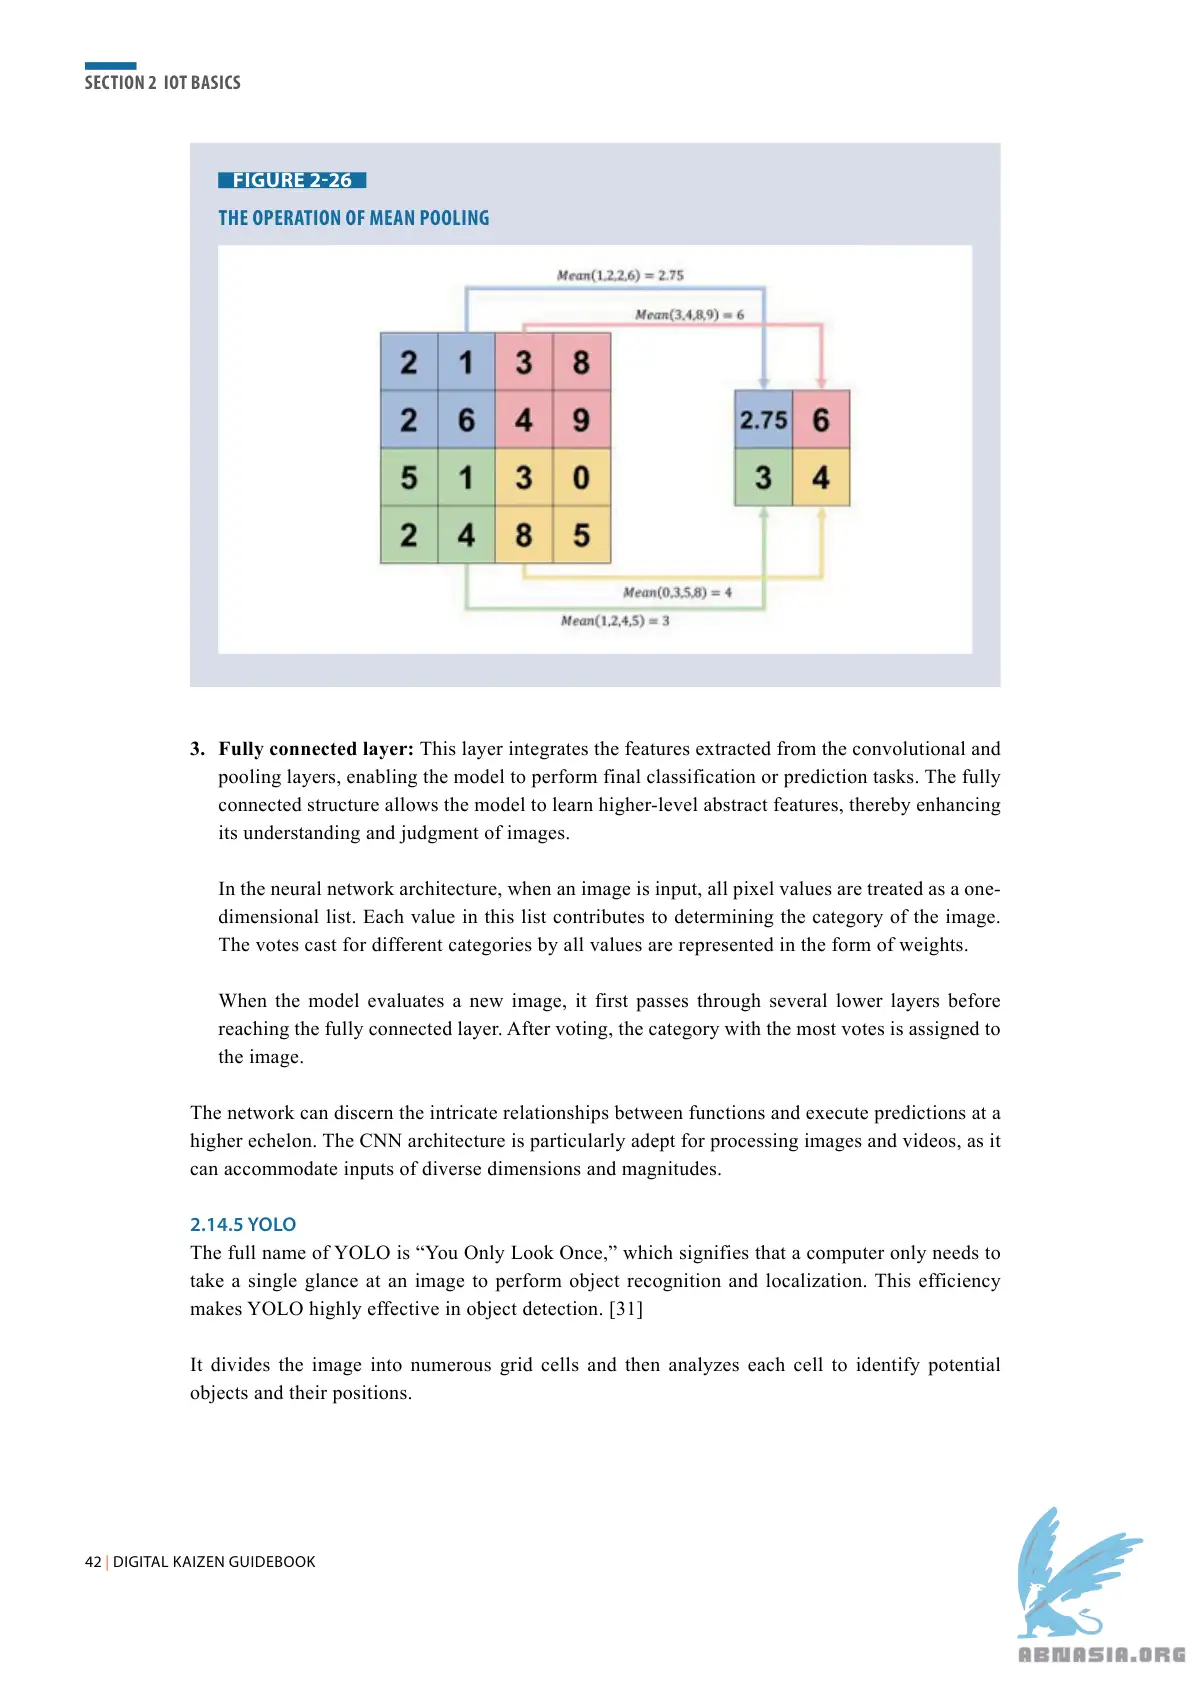 SECTION 2 IOT BASICS
FIGURE 2-26
THE OPERATION OF MEAN POOLING
Mean(1,2,2,6) = 2.75
Mean(3,4,8,9) = 6
2 1 3 8
2 6 4 9
5 1 3 0
2 4 8 5
2.75 6
3 4
Mean(0,3,5,8) = 4
Mean(1,2,4,5) = 3
3. Fully connected layer: This layer integrates the features extracted from the convolutional and
pooling layers, enabling the model to perform final classification or prediction tasks. The fully
connected structure allows the model to learn higher-level abstract features, thereby enhancing
its understanding and judgment of images.
In the neural network architecture, when an image is input, all pixel values are treated as a one-
dimensional list. Each value in this list contributes to determining the category of the image.
The votes cast for different categories by all values are represented in the form of weights.
When the model evaluates a new image, it first passes through several lower layers before
reaching the fully connected layer. After voting, the category with the most votes is assigned to
the image.
The network can discern the intricate relationships between functions and execute predictions at a
higher echelon. The CNN architecture is particularly adept for processing images and videos, as it
can accommodate inputs of diverse dimensions and magnitudes.
2.14.5 YOLO
The full name of YOLO is “You Only Look Once,” which signifies that a computer only needs to
take a single glance at an image to perform object recognition and localization. This efficiency
makes YOLO highly effective in object detection. [31]
It divides the image into numerous grid cells and then analyzes each cell to identify potential
objects and their positions.
42 | DIGITAL KAIZEN GUIDEBOOK
ABNASIA.ORG